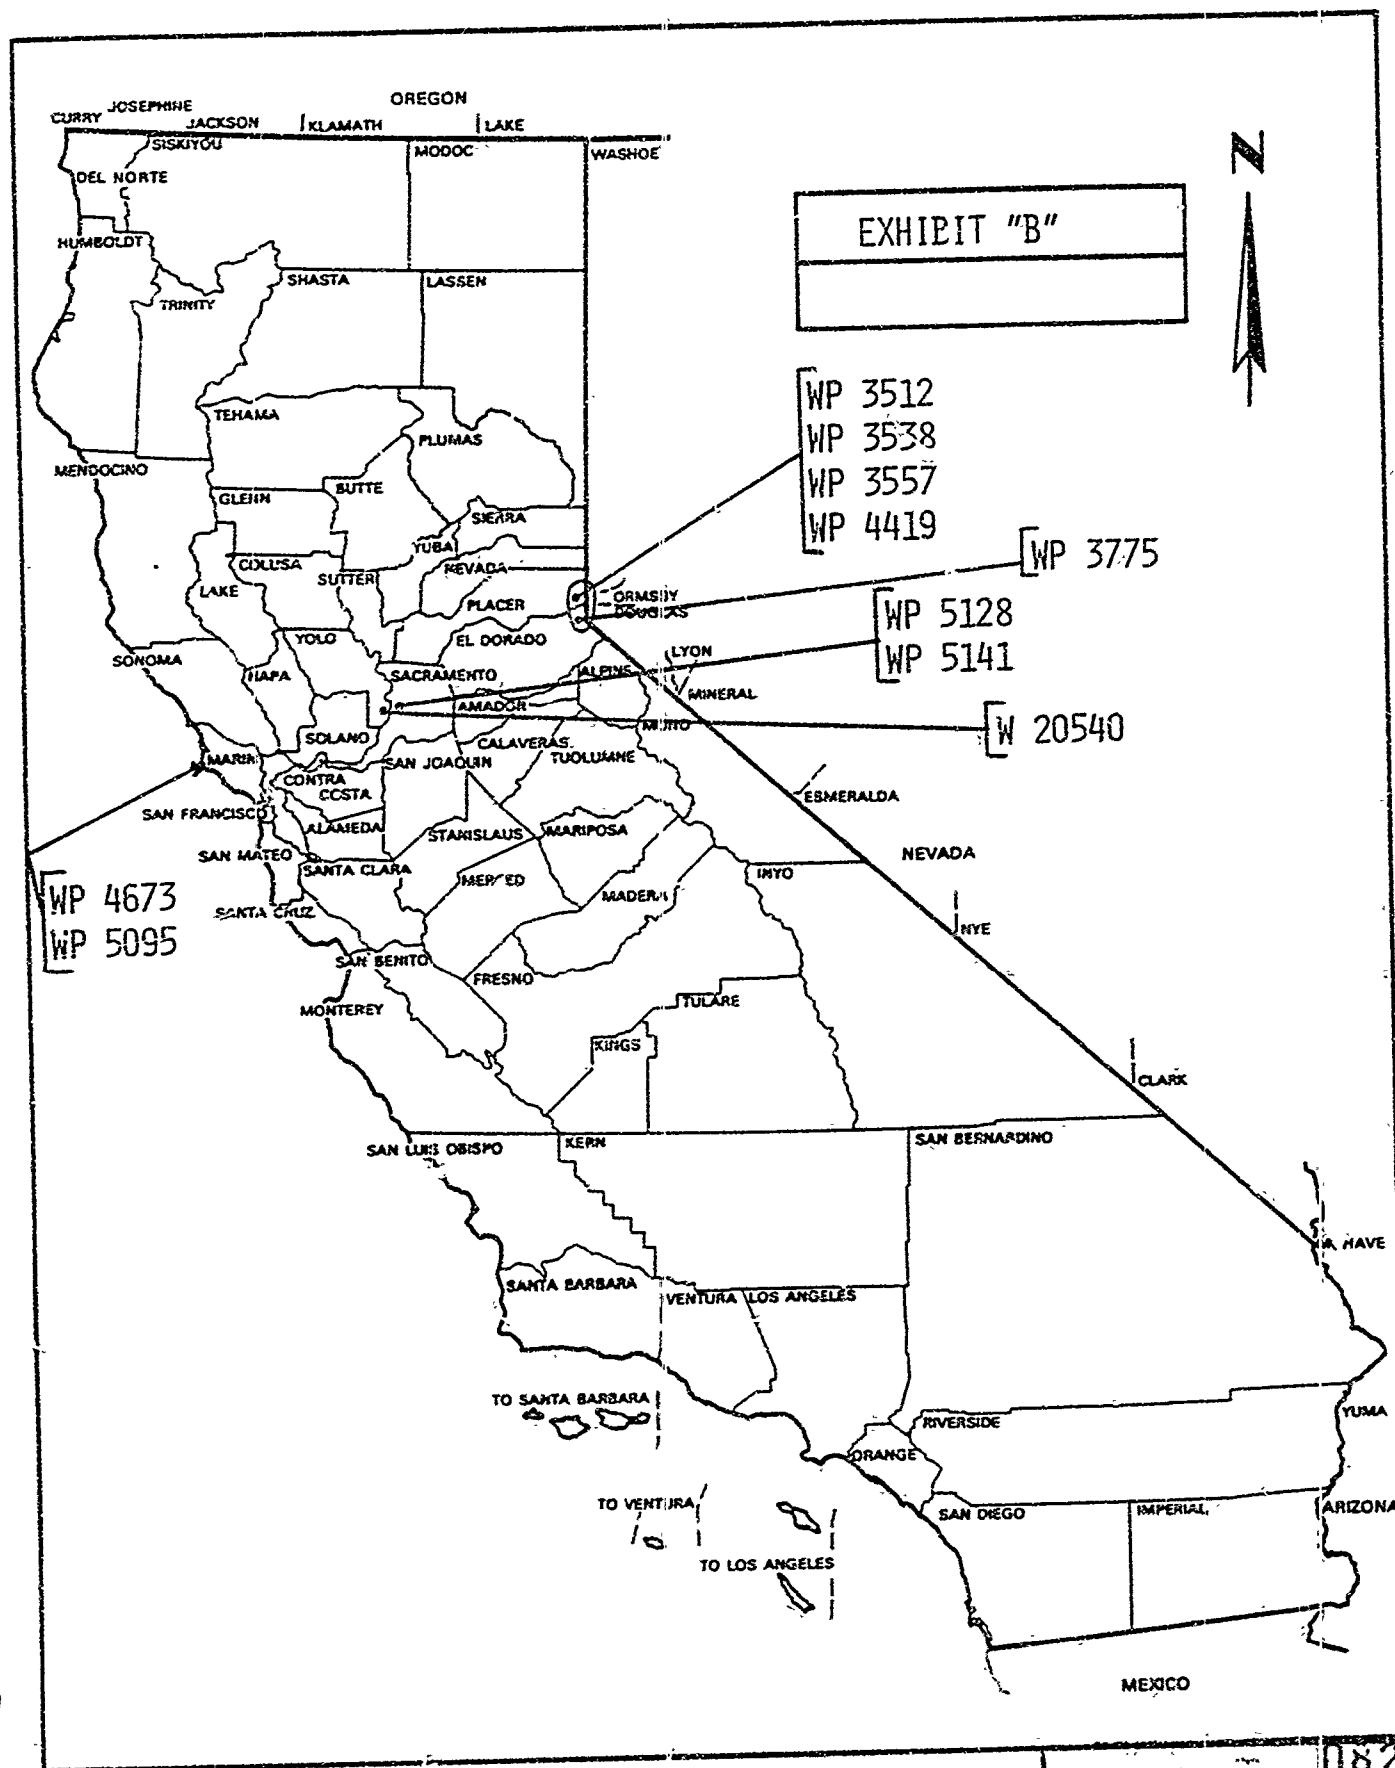 OREGON
JOSEPHINE
CURRY
JACKSON
KLAMATH
LAKE
SISKIYOU
MODOC
WASHOE
DEL NORTE
EXHIBIT "B"
N
HUMBOLDT
SHASTA
LASSEN
TRINITY
WP 3512
TEHAMA
WP 3538
PLUMAS
MENDOCINO
WP 3557
BUTTE
GLENN
SIERRA
WP 4419
YUBA
WP 3775
COLUSA
NEVADA
SUTTER
LAKE
ORMSBY
PLACER
DOUGLAS
WP 5128
YOLO
EL DORADO
SONOMA
LYON
WP 5141
NAPA
SACRAMENTO
ALPINE
MINERAL
AMADOR
MONO
W 20540
SOLANO
CALAVERAS
MARIN
SAN JOAQUIN
TUOLUMNE
CONTRA
COSTA
ESMERALDA
SAN FRANCISCO
ALAMEDA
STANISLAUS
MARIPOSA
SAN MATEO
NEVADA
SANTA CLARA
INYO
MERCED
WP 4673
MADERA
SANTA CRUZ
NYE
WP 5095
SAN BENITO
FRESNO
TULARE
MONTEREY
KINGS
CLARK
SAN LUIS OBISPO
KERN
SAN BERNARDINO
HAVE
SANTA BARBARA
VENTURA
LOS ANGELES
TO SANTA BARBARA
YUMA
RIVERSIDE
ORANGE
TO VENTURA
SAN DIEGO
IMPERIAL
ARIZONA
TO LOS ANGELES
MEXICO